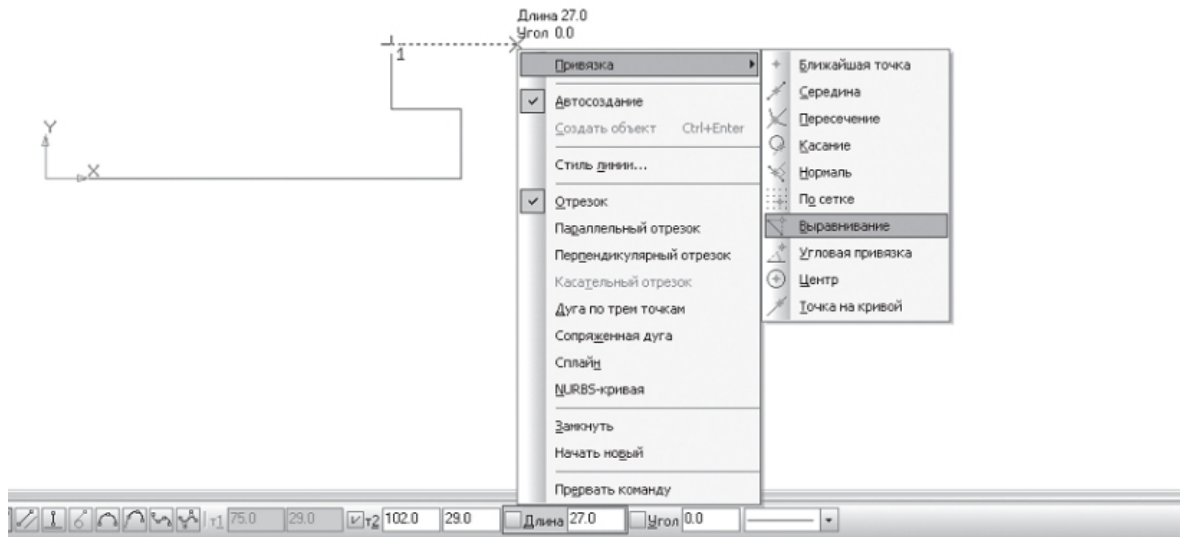 Длина 27.0
Угол 0.0
1
Y
X
Привязка
Автосоздание
Создать объект Ctrl+Enter
Стиль линии...
Отрезок
Параллельный отрезок
Перпендикулярный отрезок
Касательный отрезок
Дуга по трем точкам
Сопряженная дуга
Сплайн
NURBS-кривая
Замкнуть
Начать новый
Прервать команду
Ближайшая точка
Середина
Пересечение
Касание
Нормаль
По сетке
Выравнивание
Угловая привязка
Центр
Точка на кривой
т1 75.0 29.0 т2 102.0 29.0 Длина 27.0 Угол 0.0